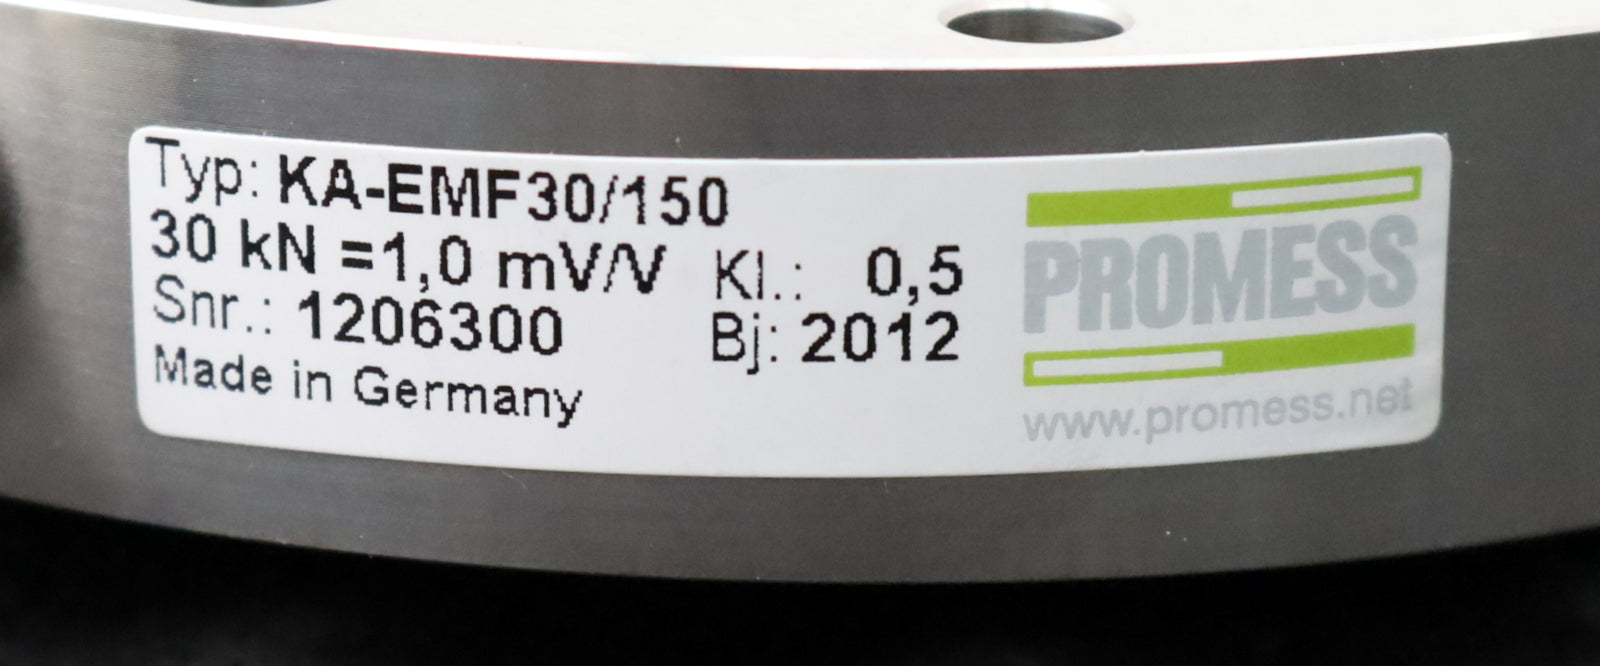 Typ: KA-EMF30/150
30 kN =1,0 mV/V Kl.: 0,5
Snr.: 1206300 Bj: 2012
Made in Germany
PROMESS
www.promess.net